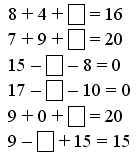 8 + 4 + □ = 16
7 + 9 + □ = 20
15 – □ – 8 = 0
17 – □ – 10 = 0
9 + 0 + □ = 20
9 – □ + 15 = 15